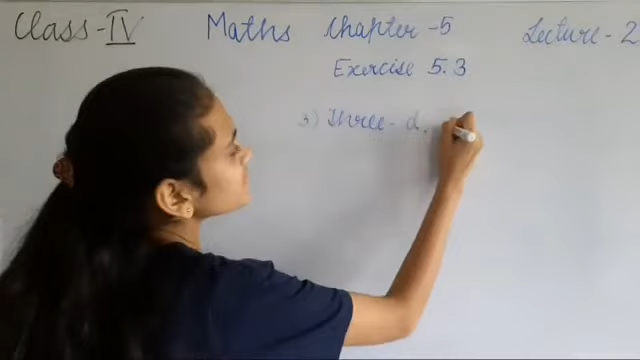 Class-IV Maths Chapter-5 Lecture-2
Exercise 5.3
3) Three-d